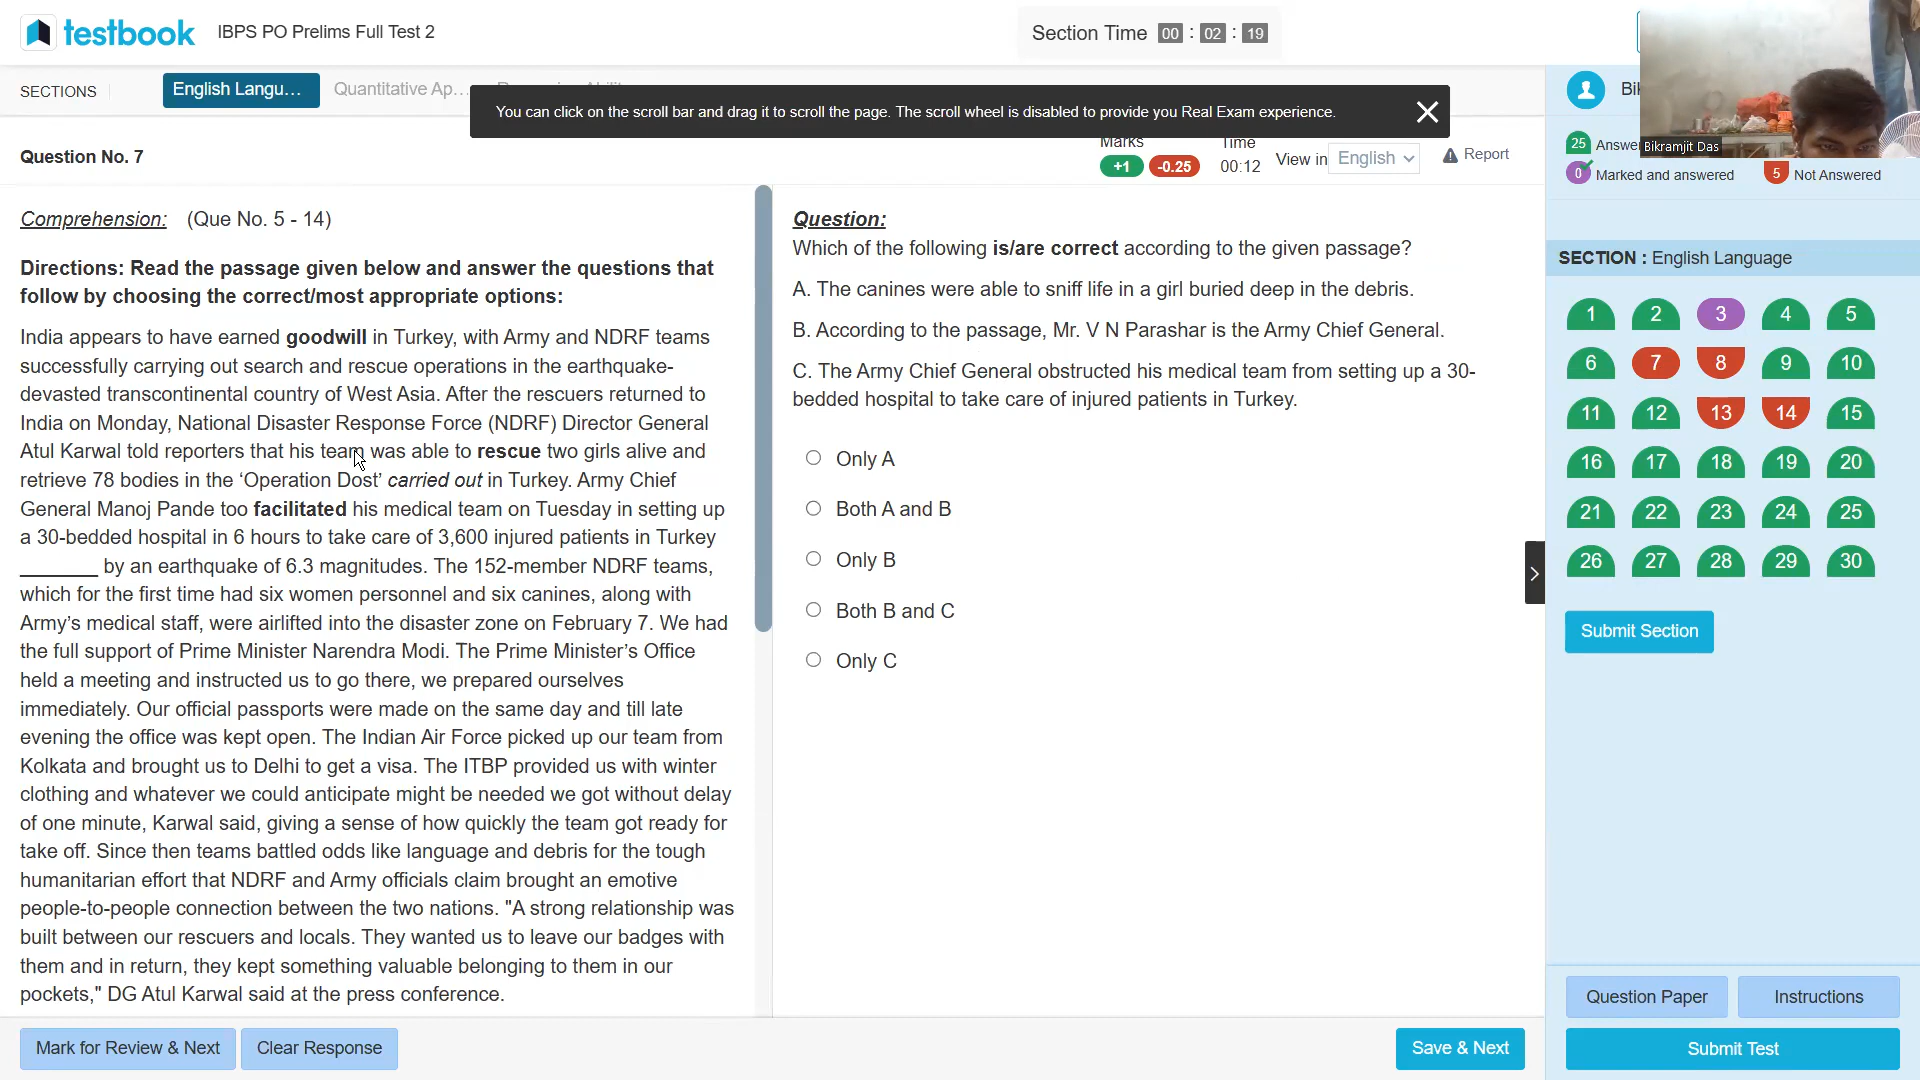 testbook IBPS PO Prelims Full Test 2
Section Time 00 : 02 : 19
SECTIONS
English Langu...
Quantitative Ap...
You can click on the scroll bar and drag it to scroll the page. The scroll wheel is disabled to provide you Real Exam experience.
Question No. 7
Marks
+1 -0.25
Time
00:12
View in English
Report
Comprehension: (Que No. 5 - 14)
Directions: Read the passage given below and answer the questions that
follow by choosing the correct/most appropriate options:
India appears to have earned goodwill in Turkey, with Army and NDRF teams
successfully carrying out search and rescue operations in the earthquake-
devasted transcontinental country of West Asia. After the rescuers returned to
India on Monday, National Disaster Response Force (NDRF) Director General
Atul Karwal told reporters that his team was able to rescue two girls alive and
retrieve 78 bodies in the ‘Operation Dost’ carried out in Turkey. Army Chief
General Manoj Pande too facilitated his medical team on Tuesday in setting up
a 30-bedded hospital in 6 hours to take care of 3,600 injured patients in Turkey
_______ by an earthquake of 6.3 magnitudes. The 152-member NDRF teams,
which for the first time had six women personnel and six canines, along with
Army’s medical staff, were airlifted into the disaster zone on February 7. We had
the full support of Prime Minister Narendra Modi. The Prime Minister’s Office
held a meeting and instructed us to go there, we prepared ourselves
immediately. Our official passports were made on the same day and till late
evening the office was kept open. The Indian Air Force picked up our team from
Kolkata and brought us to Delhi to get a visa. The ITBP provided us with winter
clothing and whatever we could anticipate might be needed we got without delay
of one minute, Karwal said, giving a sense of how quickly the team got ready for
take off. Since then teams battled odds like language and debris for the tough
humanitarian effort that NDRF and Army officials claim brought an emotive
people-to-people connection between the two nations. "A strong relationship was
built between our rescuers and locals. They wanted us to leave our badges with
them and in return, they kept something valuable belonging to them in our
pockets," DG Atul Karwal said at the press conference.
Question:
Which of the following is/are correct according to the given passage?
A. The canines were able to sniff life in a girl buried deep in the debris.
B. According to the passage, Mr. V N Parashar is the Army Chief General.
C. The Army Chief General obstructed his medical team from setting up a 30-
bedded hospital to take care of injured patients in Turkey.
Only A
Both A and B
Only B
Both B and C
Only C
Mark for Review & Next
Clear Response
Save & Next
Bikramjit Das
25
0 Marked and answered
5 Not Answered
SECTION : English Language
1 2 3 4 5
6 7 8 9 10
11 12 13 14 15
16 17 18 19 20
21 22 23 24 25
26 27 28 29 30
Submit Section
Question Paper
Instructions
Submit Test